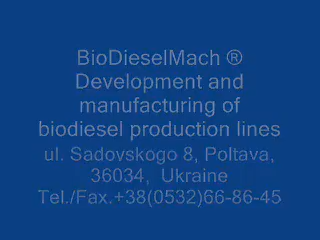 BioDieselMach ®
Development and
manufacturing of
biodiesel production lines
ul. Sadovskogo 8, Poltava,
36034,  Ukraine
Tel./Fax.+38(0532)66-86-45